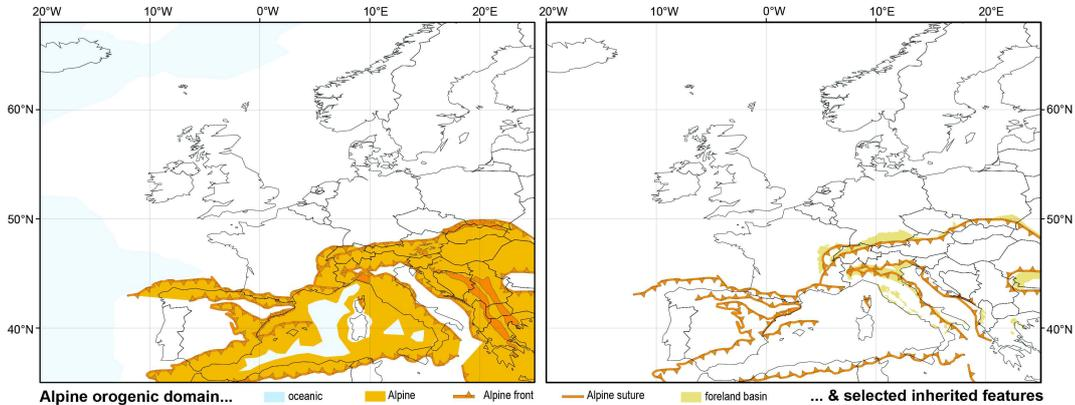 20°W 10°W 0°W 10°E 20°E 20°W 10°W 0°W 10°E 20°E
60°N 60°N
50°N 50°N
40°N 40°N
Alpine orogenic domain... oceanic Alpine Alpine front Alpine suture foreland basin ... & selected inherited features